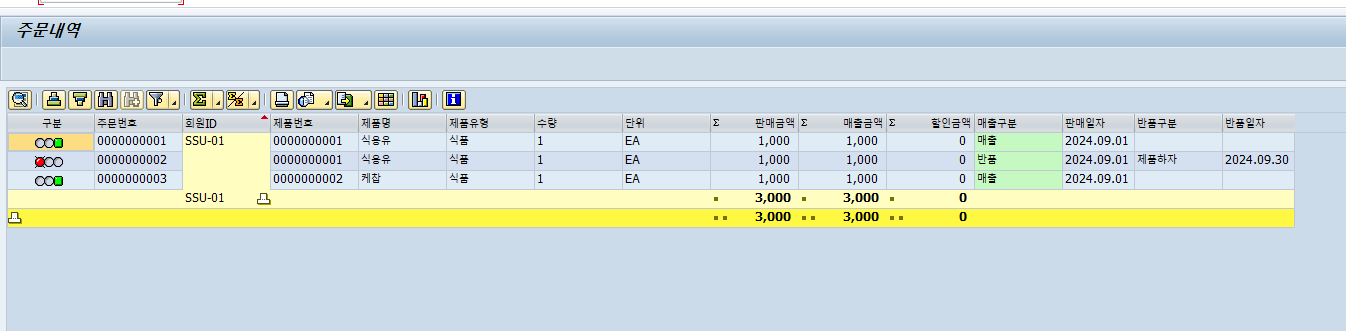 주문내역
구분 주문번호 회원ID 제품번호 제품명 제품유형 수량 단위 Σ 판매금액 Σ 매출금액 Σ 할인금액 매출구분 판매일자 반품구분 반품일자
0000000001 SSU-01 0000000001 식용유 식품 1 EA 1,000 1,000 0 매출 2024.09.01
0000000002 0000000001 식용유 식품 1 EA 1,000 1,000 0 반품 2024.09.01 제품하자 2024.09.30
0000000003 0000000002 케찹 식품 1 EA 1,000 1,000 0 매출 2024.09.01
SSU-01 3,000 3,000 0
3,000 3,000 0